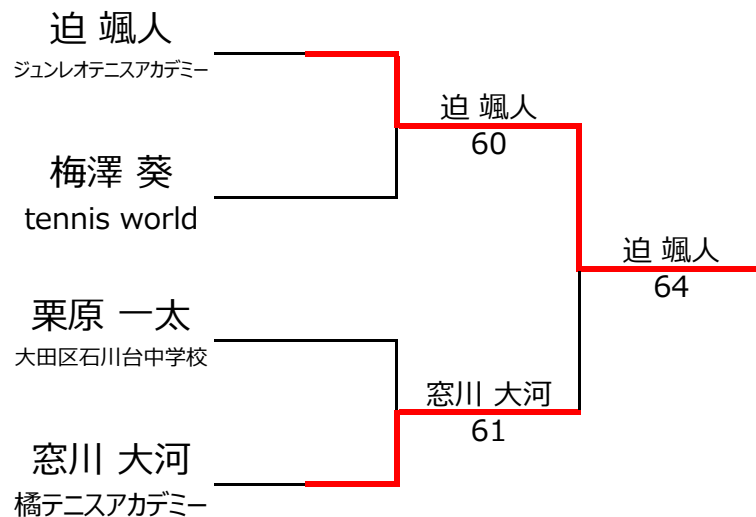 迫 颯人
ジュンレオテニスアカデミー
迫 颯人
60
梅澤 葵
tennis world
迫 颯人
64
栗原 一太
大田区石川台中学校
窓川 大河
61
窓川 大河
橘テニスアカデミー